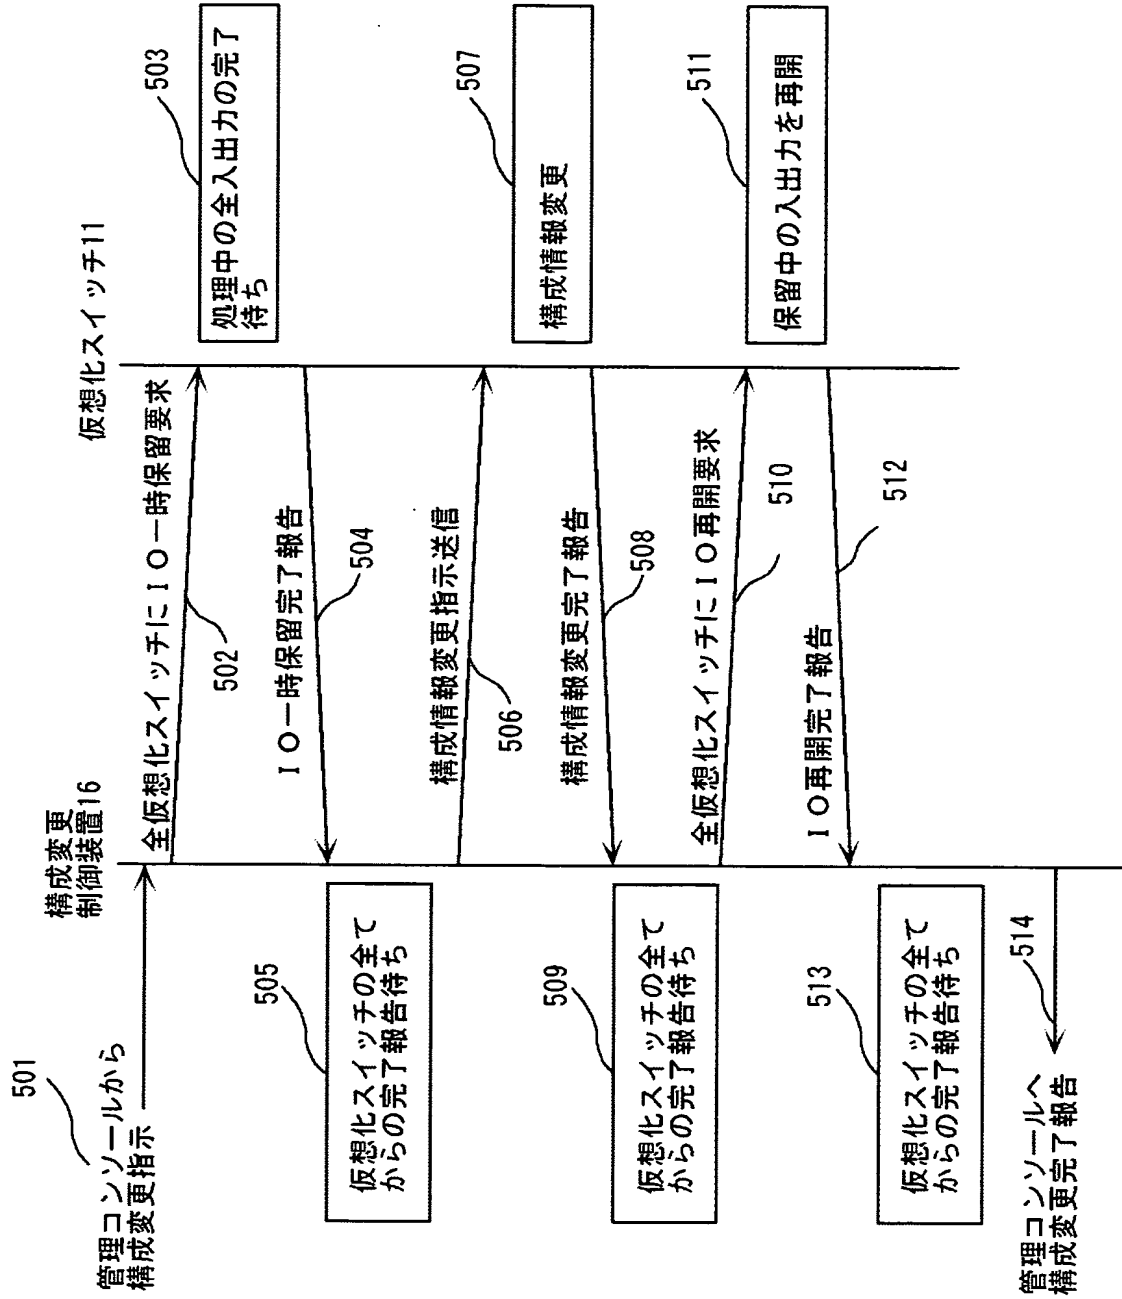 501
管理コンソールから
構成変更指示
構成変更
制御装置16
仮想化スイッチ11
全仮想化スイッチにIO一時保留要求
502
503
処理中の全入出力の完了
待ち
IO一時保留完了報告
504
505
仮想化スイッチの全て
からの完了報告待ち
構成情報変更指示送信
506
507
構成情報変更
構成情報変更完了報告
508
509
仮想化スイッチの全て
からの完了報告待ち
全仮想化スイッチにIO再開要求
510
511
保留中の入出力を再開
IO再開完了報告
512
513
仮想化スイッチの全て
からの完了報告待ち
514
管理コンソールへ
構成変更完了報告